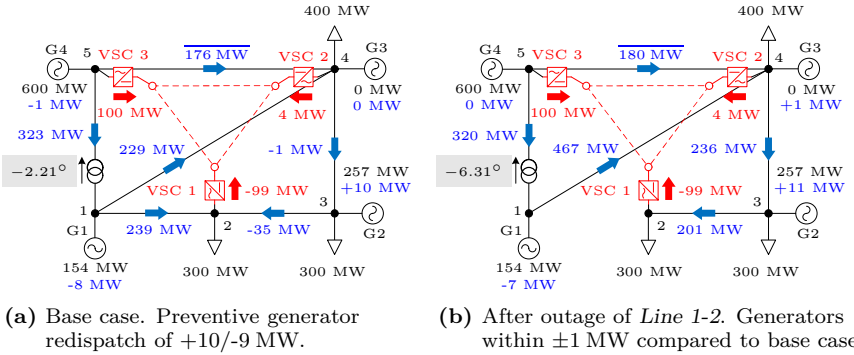 400 MW
G4
5
VSC 3
176 MW
VSC 2
4
G3
600 MW
-1 MW
100 MW
4 MW
0 MW
0 MW
323 MW
229 MW
-1 MW
−2.21°
257 MW
+10 MW
VSC 1
-99 MW
1
2
3
G1
239 MW
-35 MW
G2
154 MW
-8 MW
300 MW
300 MW
(a) Base case. Preventive generator
redispatch of +10/-9 MW.
400 MW
G4
5
VSC 3
180 MW
VSC 2
4
G3
600 MW
0 MW
100 MW
4 MW
0 MW
+1 MW
320 MW
467 MW
236 MW
−6.31°
257 MW
+11 MW
VSC 1
-99 MW
1
2
3
G1
201 MW
G2
154 MW
-7 MW
300 MW
300 MW
(b) After outage of Line 1-2. Generators
within ±1 MW compared to base case